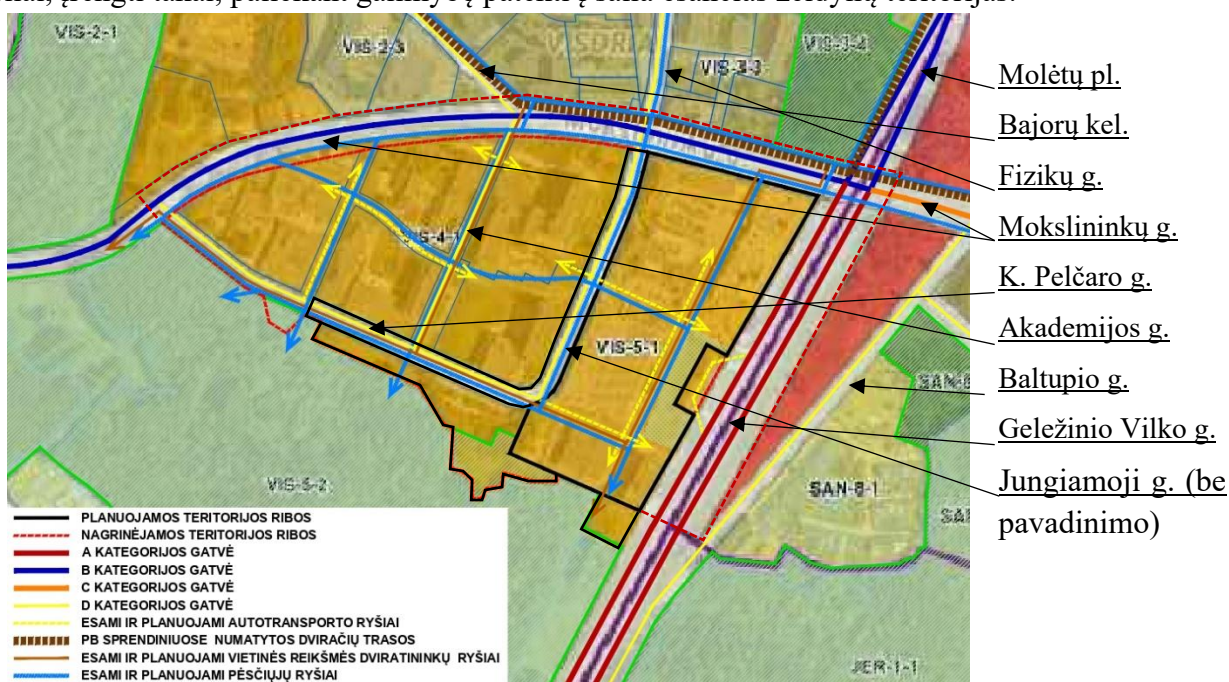 VIS-2-1
VIS-2-3
VIS-3-3
VIS-3-4
VIS-4-1
VIS-5-1
VIS-5-2
SAN-8-1
JER-1-1
Molėtų pl.
Bajorų kel.
Fizikų g.
Mokslininkų g.
K. Pelčaro g.
Akademijos g.
Baltupio g.
Geležinio Vilko g.
Jungiamoji g. (be
pavadinimo)
PLANUOJAMOS TERITORIJOS RIBOS
NAGRINĖJAMOS TERITORIJOS RIBOS
A KATEGORIJOS GATVĖ
B KATEGORIJOS GATVĖ
C KATEGORIJOS GATVĖ
D KATEGORIJOS GATVĖ
ESAMI IR PLANUOJAMI AUTOTRANSPORTO RYŠIAI
PB SPRENDINIUOSE NUMATYTOS DVIRAČIŲ TRASOS
ESAMI IR PLANUOJAMI VIETINĖS REIKŠMĖS DVIRATININKŲ RYŠIAI
ESAMI IR PLANUOJAMI PĖSČIŲJŲ RYŠIAI